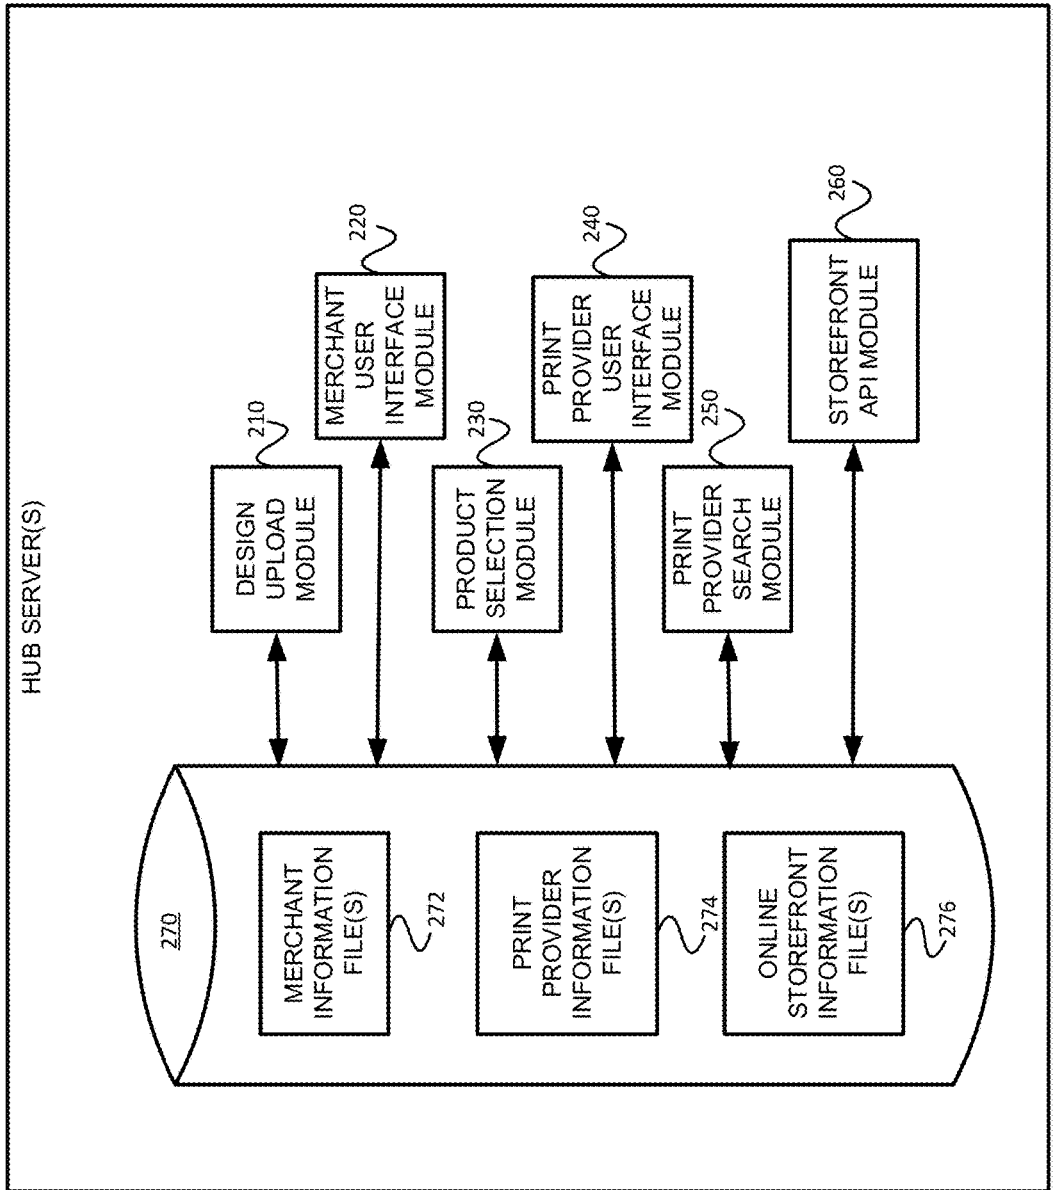 HUB SERVER(S)
270
MERCHANT
INFORMATION
FILE(S)
272
PRINT
PROVIDER
INFORMATION
FILE(S)
274
ONLINE
STOREFRONT
INFORMATION
FILE(S)
276
DESIGN
UPLOAD
MODULE
210
MERCHANT
USER
INTERFACE
MODULE
220
PRODUCT
SELECTION
MODULE
230
PRINT
PROVIDER
USER
INTERFACE
MODULE
240
PRINT
PROVIDER
SEARCH
MODULE
250
STOREFRONT
API MODULE
260